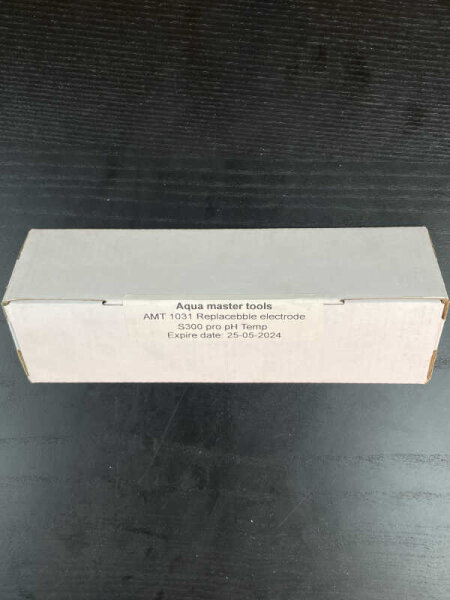 Aqua master tools
AMT 1031 Replacebble electrode
S300 pro pH Temp
Expire date: 25-05-2024